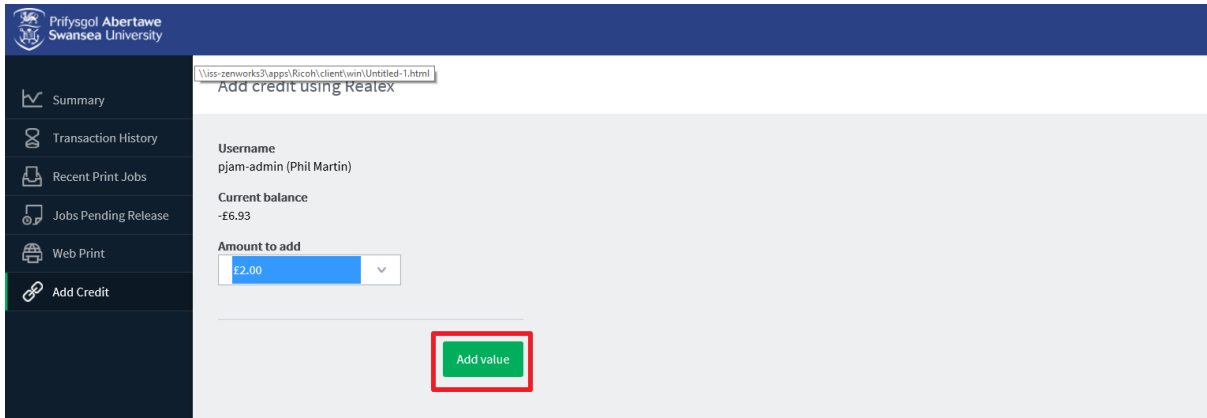 Prifysgol Abertawe
Swansea University
\\iss-zenworks3\apps\Ricoh\client\win\Untitled-1.html
Add credit using Realex
Summary
Transaction History
Recent Print Jobs
Jobs Pending Release
Web Print
Add Credit
Username
pjam-admin (Phil Martin)
Current balance
-£6.93
Amount to add
£2.00
Add value